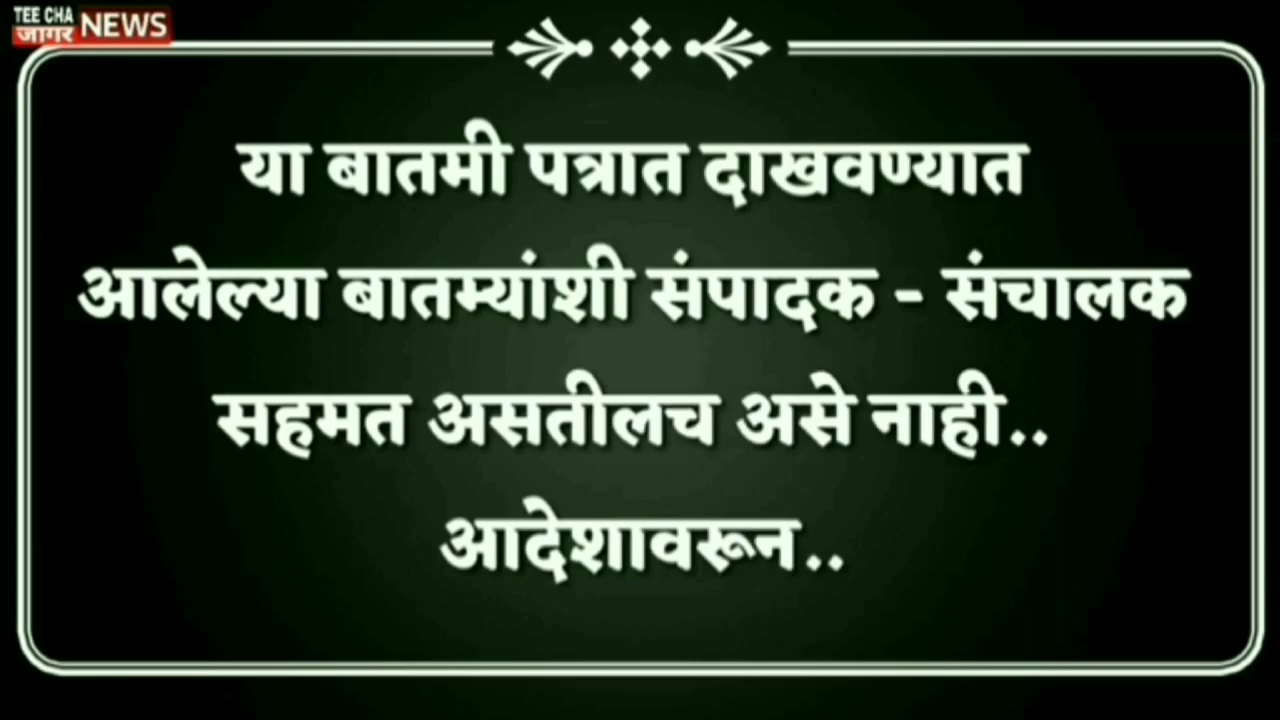 TEE CHA
जागर NEWS
या बातमी पत्रात दाखवण्यात
आलेल्या बातम्यांशी संपादक - संचालक
सहमत असतीलच असे नाही..
आदेशावरून..